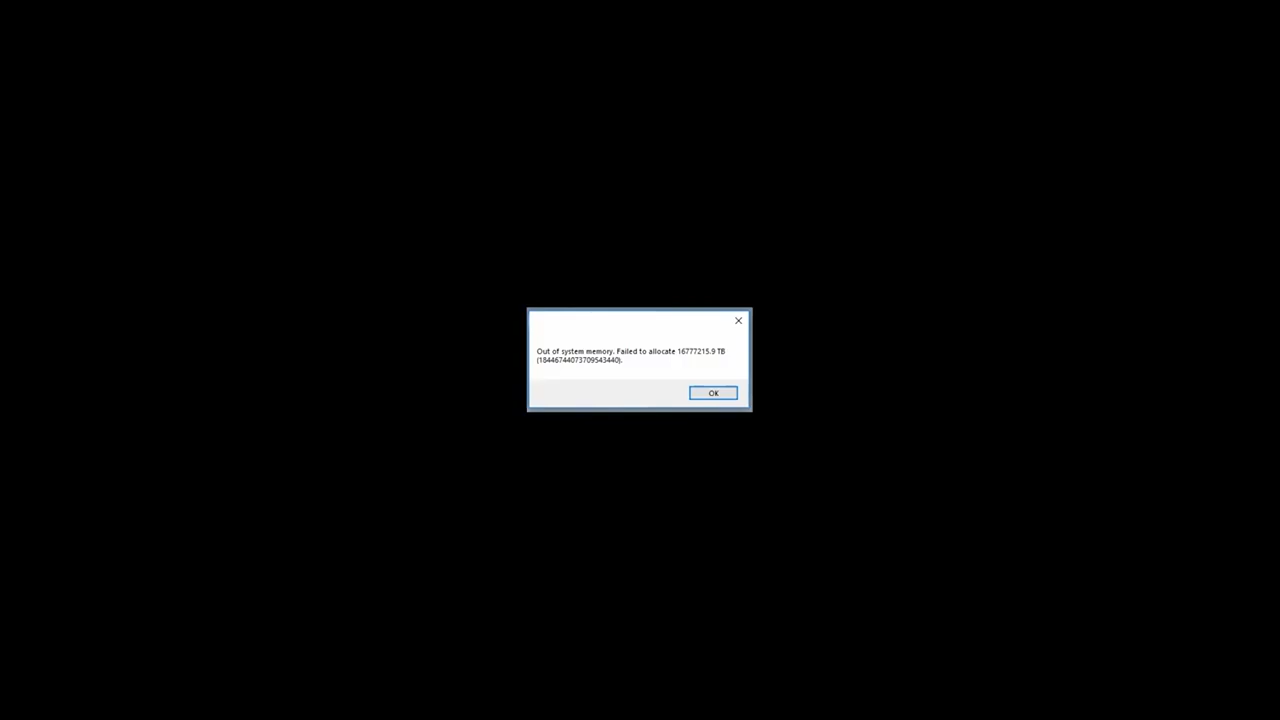 Out of system memory. Failed to allocate 16777215.9 TB
(18446744073709543440).
OK